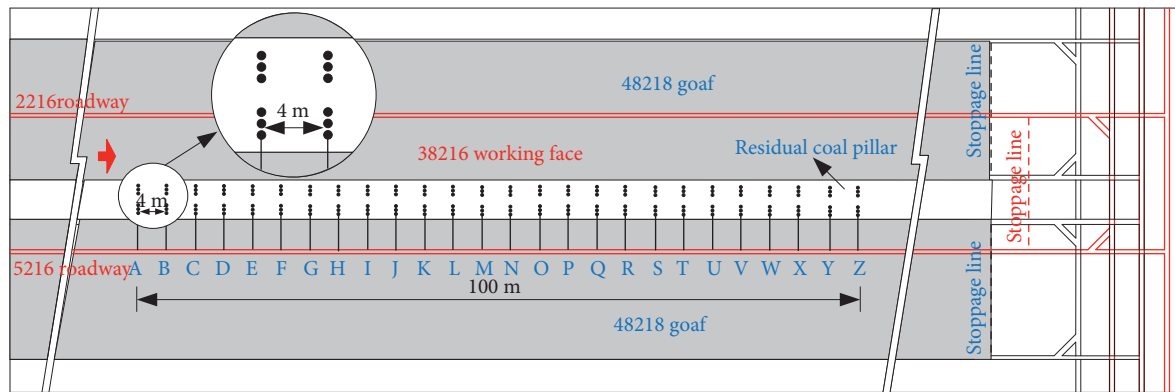 48218 goaf
Stoppage line
2216roadway
4 m
38216 working face
Residual coal pillar
Stoppage line
4 m
5216 roadway
A B C D E F G H I J K L M N O P Q R S T U V W X Y Z
100 m
48218 goaf
Stoppage line